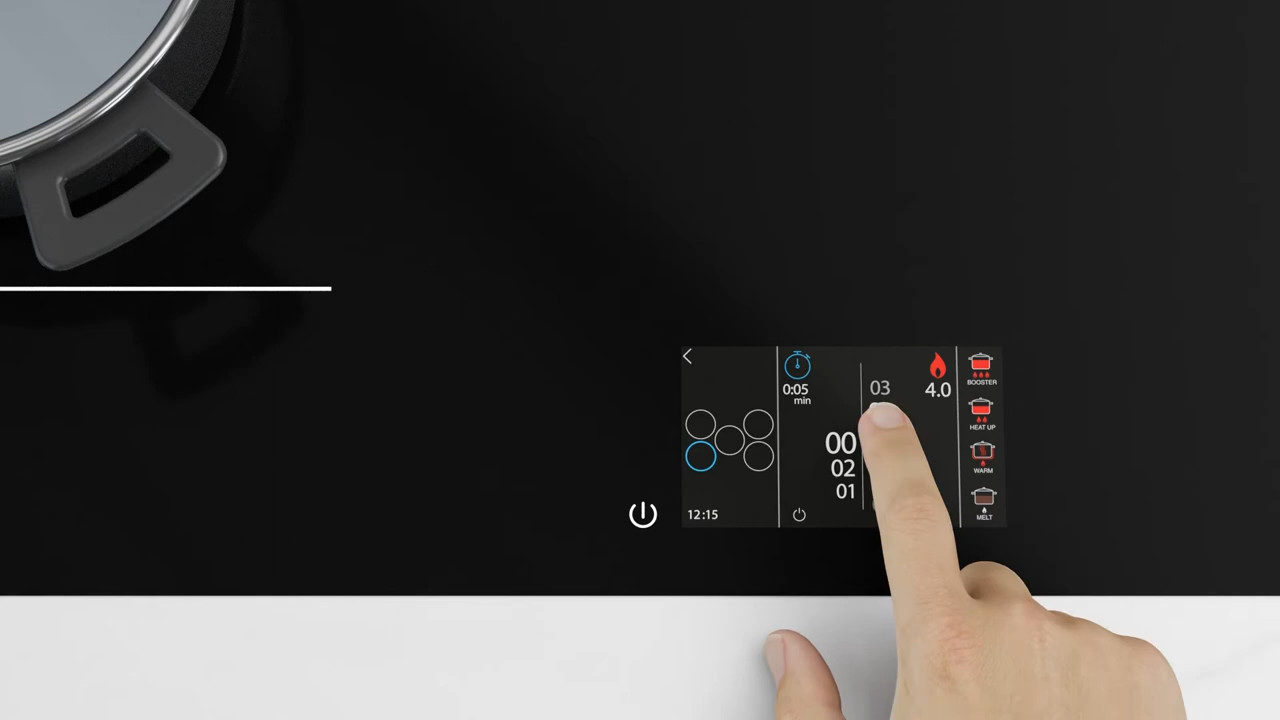 0:05
min
03
4.0
00
02
01
12:15
BOOSTER
HEAT UP
WARM
MELT